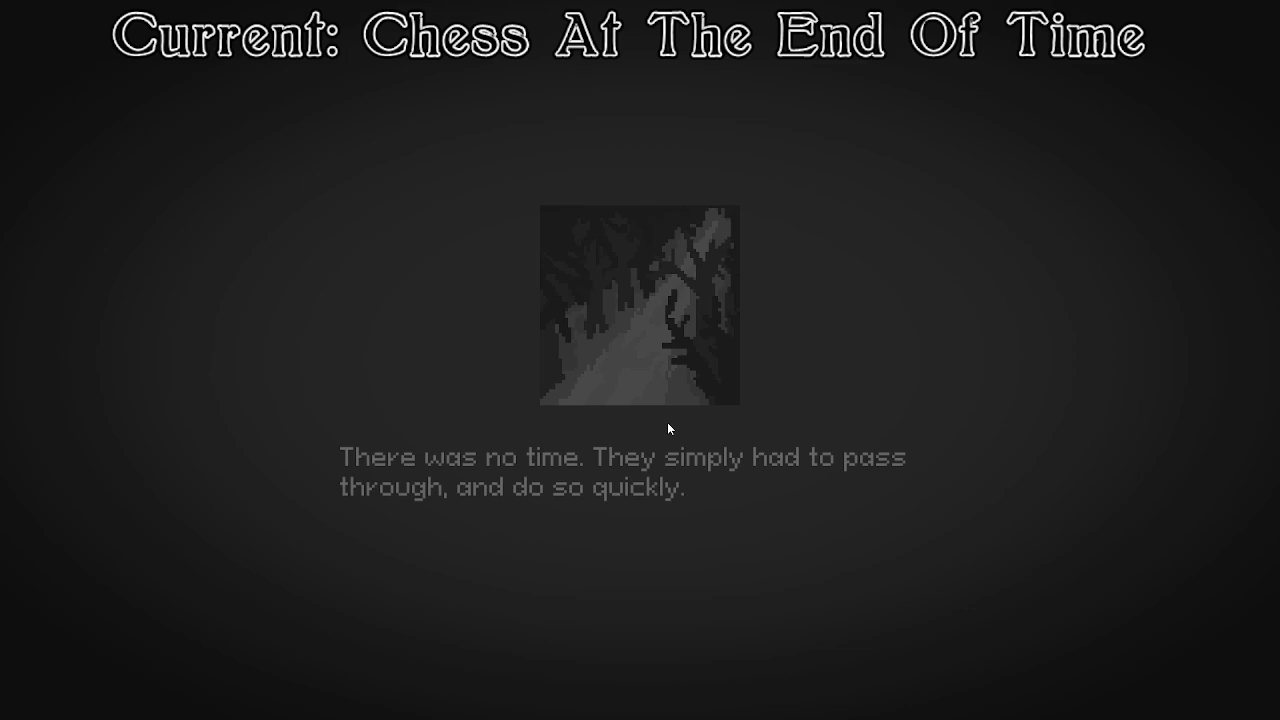 Current: Chess At The End Of Time
There was no time. They simply had to pass
through, and do so quickly.